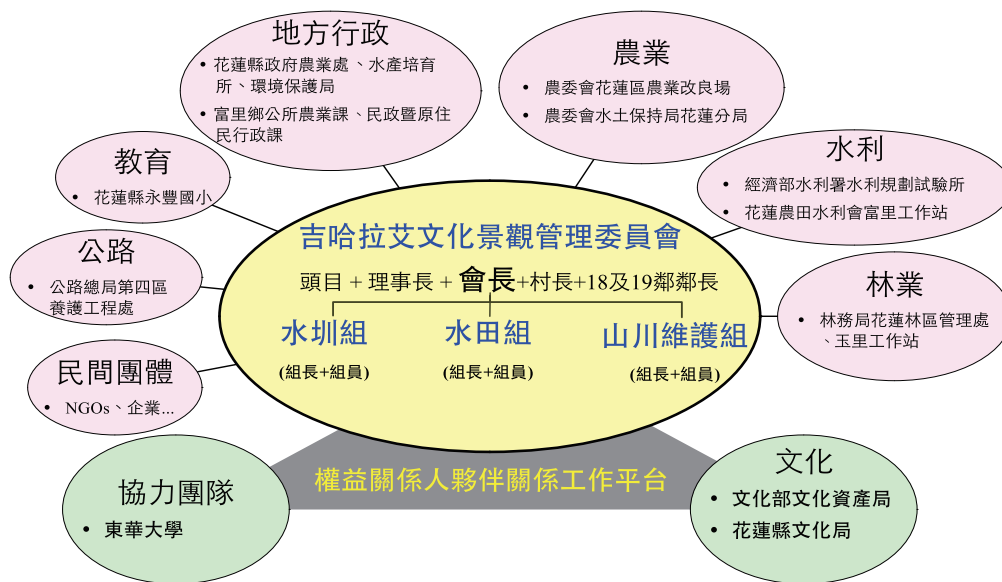 地方行政
• 花蓮縣政府農業處、水產培育
所、環境保護局
• 富里鄉公所農業課、民政暨原住
民行政課
農業
• 農委會花蓮區農業改良場
• 農委會水土保持局花蓮分局
教育
• 花蓮縣永豐國小
水利
• 經濟部水利署水利規劃試驗所
• 花蓮農田水利會富里工作站
公路
• 公路總局第四區
養護工程處
林業
• 林務局花蓮林區管理處
、玉里工作站
民間團體
• NGOs、企業...
吉哈拉艾文化景觀管理委員會
頭目 + 理事長 + 會長+村長+18及19鄰鄰長
水圳組 水田組 山川維護組
(組長+組員) (組長+組員) (組長+組員)
權益關係人夥伴關係工作平台
協力團隊
• 東華大學
文化
• 文化部文化資產局
• 花蓮縣文化局